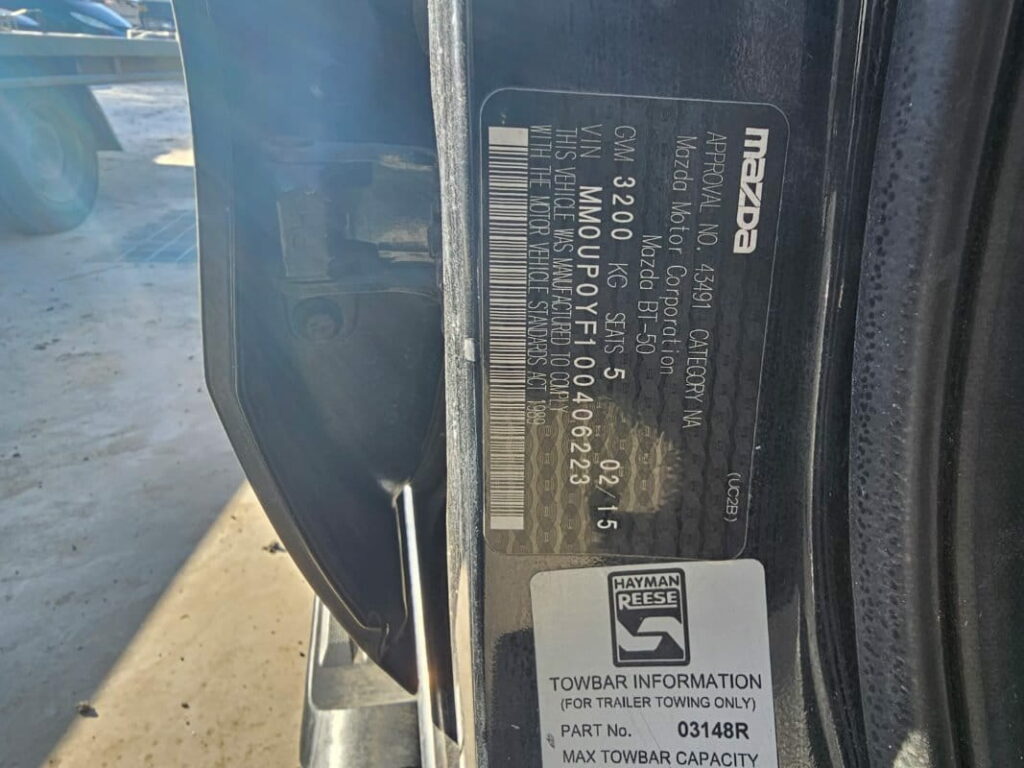 mazda
APPROVAL NO. 43491 CATEGORY NA
Mazda Motor Corporation
Mazda BT-50
(UC2B)
GVM 3200 KG SEATS 5 02/15
VIN MM0UP0YF100406223
THIS VEHICLE WAS MANUFACTURED TO COMPLY
WITH THE MOTOR VEHICLE STANDARDS ACT 1989
HAYMAN
REESE
TOWBAR INFORMATION
(FOR TRAILER TOWING ONLY)
PART No. 03148R
MAX TOWBAR CAPACITY